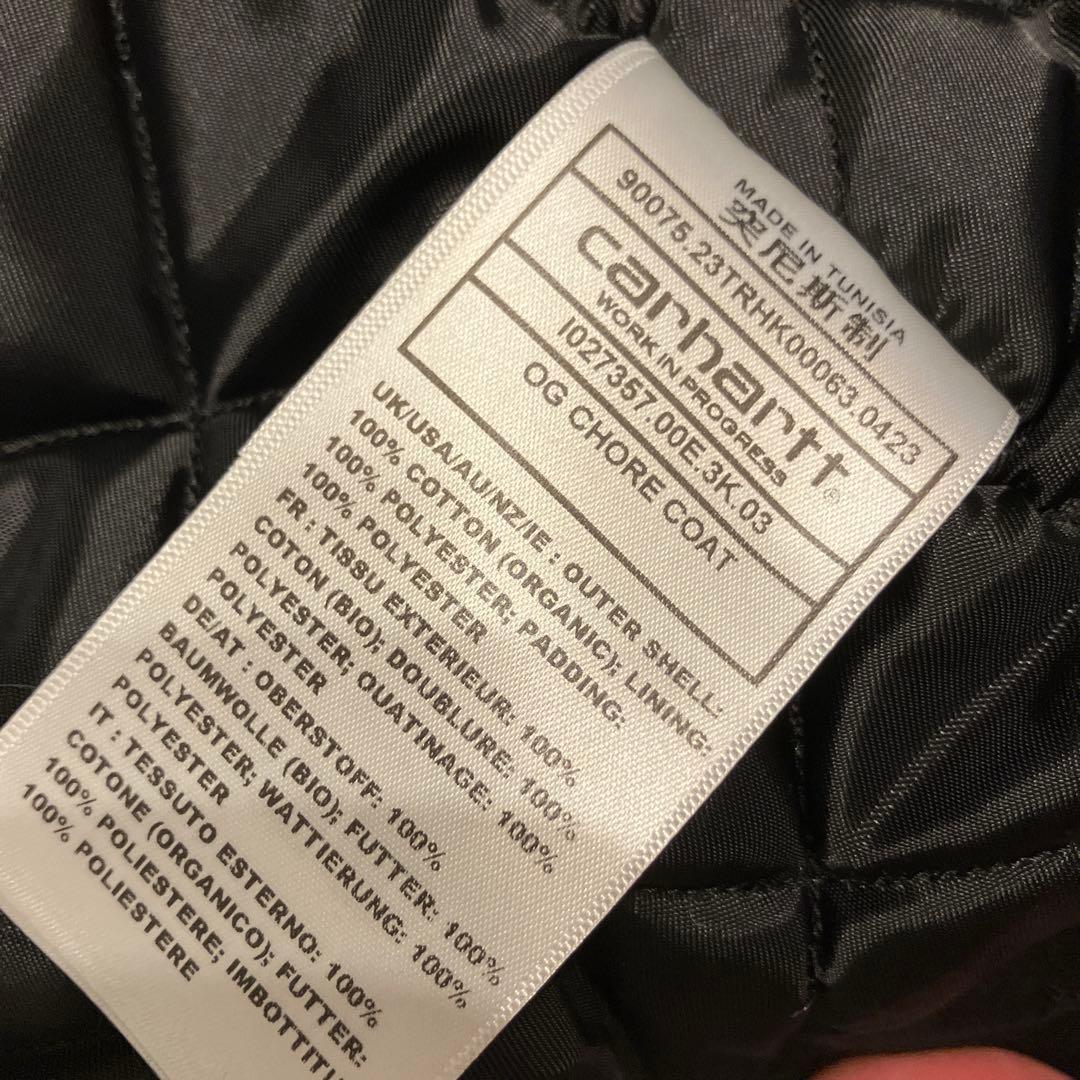 MADE IN TUNISIA
突尼斯制
90075.23TRHK00063.0423
carhartt®
WORK IN PROGRESS
I027357.00E.3K.03
OG CHORE COAT
UK/USA/AU/NZ/IE : OUTER SHELL:
100% COTTON (ORGANIC); LINING:
100% POLYESTER; PADDING:
100% POLYESTER
FR : TISSU EXTERIEUR: 100%
COTON (BIO); DOUBLURE: 100%
POLYESTER; OUATINAGE: 100%
POLYESTER
DE/AT : OBERSTOFF: 100%
BAUMWOLLE (BIO); FUTTER: 100%
POLYESTER; WATTIERUNG: 100%
POLYESTER
IT : TESSUTO ESTERNO: 100%
COTONE (ORGANICO); FUTTER:
100% POLIESTERE; IMBOTTIT
100% POLIESTERE